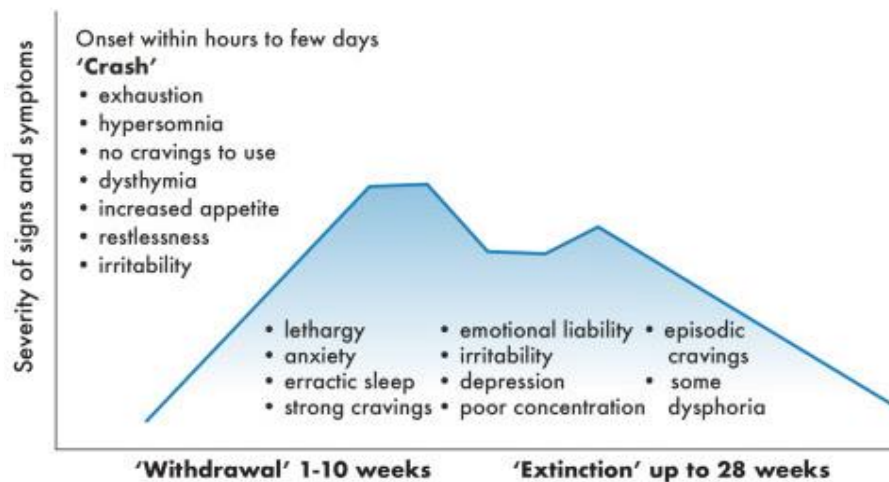 Severity of signs and symptoms
Onset within hours to few days
'Crash'
• exhaustion
• hypersomnia
• no cravings to use
• dysthymia
• increased appetite
• restlessness
• irritability
• lethargy
• anxiety
• erractic sleep
• strong cravings
• emotional liability
• irritability
• depression
• poor concentration
• episodic
cravings
• some
dysphoria
'Withdrawal' 1-10 weeks
'Extinction' up to 28 weeks